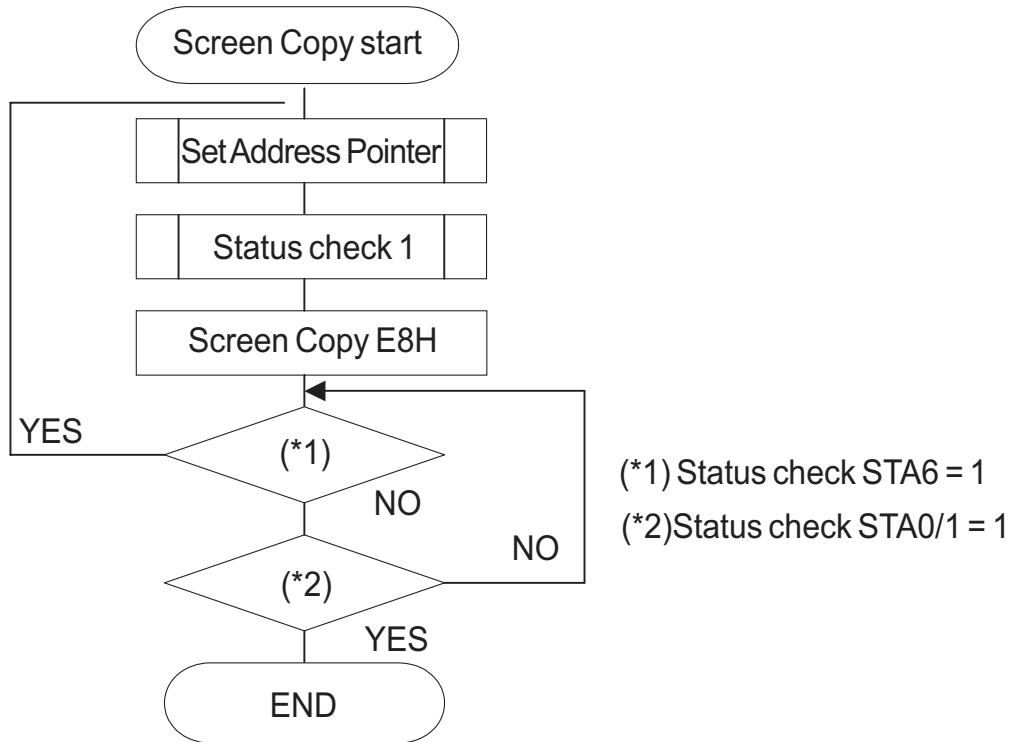 Screen Copy start
Set Address Pointer
Status check 1
Screen Copy E8H
YES
(*1)
NO
(*1) Status check STA6 = 1
(*2)Status check STA0/1 = 1
NO
(*2)
YES
END